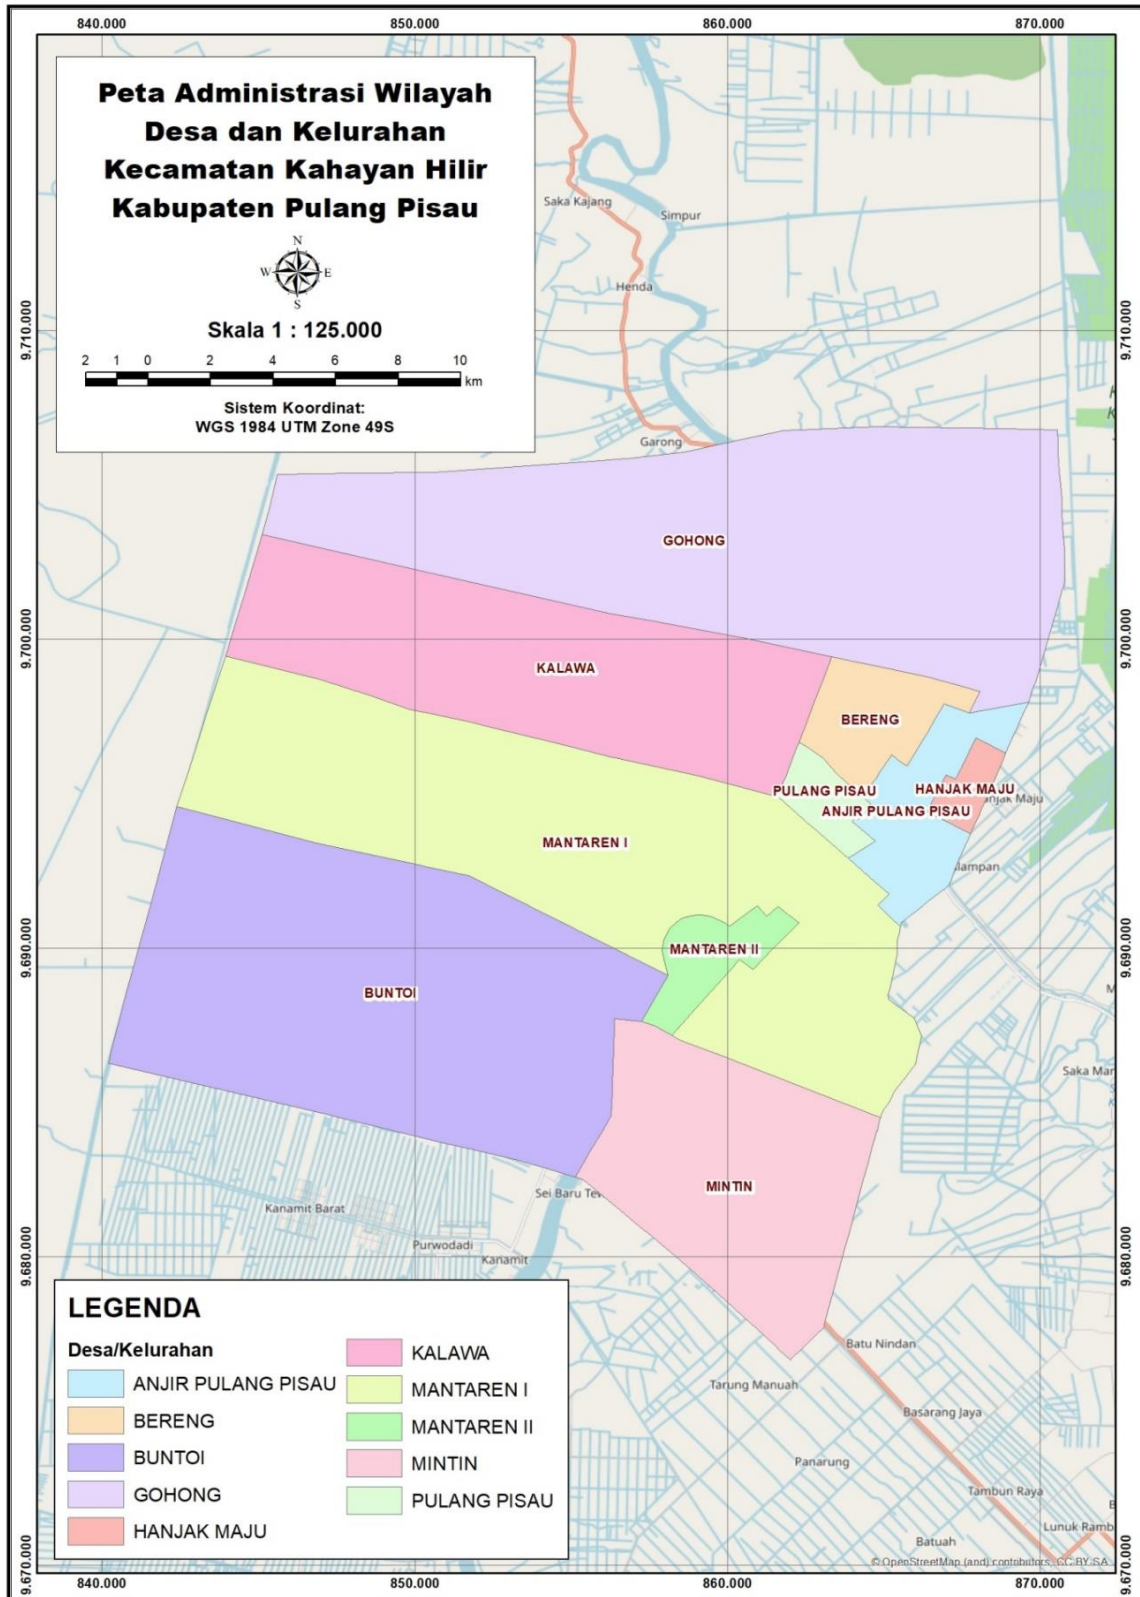 840.000
850.000
860.000
870.000
Peta Administrasi Wilayah
Desa dan Kelurahan
Kecamatan Kahayan Hilir
Kabupaten Pulang Pisau
N
W
E
S
Skala 1 : 125.000
2 1 0 2 4 6 8 10
km
Sistem Koordinat:
WGS 1984 UTM Zone 49S
Saka Kajang
Simpur
Henda
9.710.000
9.710.000
Garong
GOHONG
9.700.000
9.700.000
KALAWA
BERENG
PULANG PISAU
HANJAK MAJU
njak Maju
ANJIR PULANG PISAU
MANTAREN I
lampan
9.690.000
9.690.000
MANTAREN II
BUNTOI
Saka Mar
MINTIN
Sei Baru Tew
Kanamit Barat
Purwodadi
Kanamit
9.680.000
9.680.000
LEGENDA
Desa/Kelurahan
ANJIR PULANG PISAU
BERENG
BUNTOI
GOHONG
HANJAK MAJU
KALAWA
MANTAREN I
MANTAREN II
MINTIN
PULANG PISAU
Batu Nindan
Tarung Manuah
Basarang Jaya
Panarung
Tambun Raya
Lunuk Ramb
Batuah
© OpenStreetMap (and) contributors, CC-BY-SA
9.670.000
9.670.000
840.000
850.000
860.000
870.000